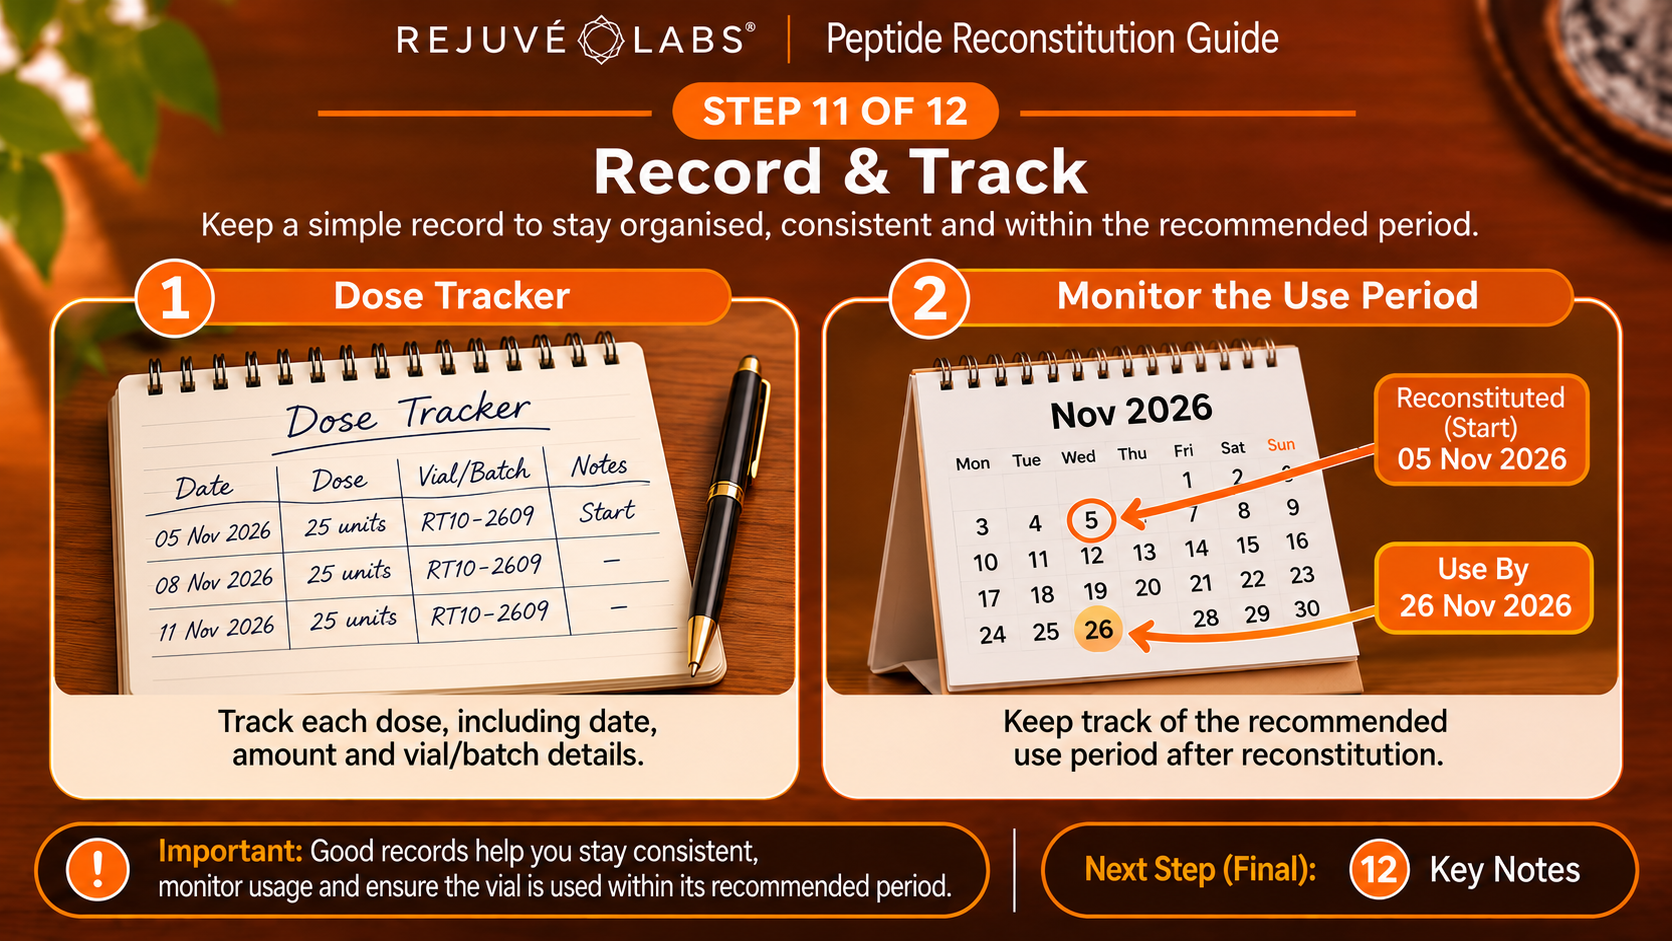 REJUVÉ LABS®
Peptide Reconstitution Guide
STEP 11 OF 12
Record & Track
Keep a simple record to stay organised, consistent and within the recommended period.
1 Dose Tracker
Dose Tracker
Date Dose Vial/Batch Notes
05 Nov 2026 25 units RT10-2609 Start
08 Nov 2026 25 units RT10-2609 —
11 Nov 2026 25 units RT10-2609 —
Track each dose, including date,
amount and vial/batch details.
2 Monitor the Use Period
Nov 2026
Mon Tue Wed Thu Fri Sat Sun
1 2
3 4 5 7 8 9
10 11 12 13 14 15 16
17 18 19 20 21 22 23
24 25 26 28 29 30
Reconstituted
(Start)
05 Nov 2026
Use By
26 Nov 2026
Keep track of the recommended
use period after reconstitution.
! Important: Good records help you stay consistent,
monitor usage and ensure the vial is used within its recommended period.
Next Step (Final): 12 Key Notes